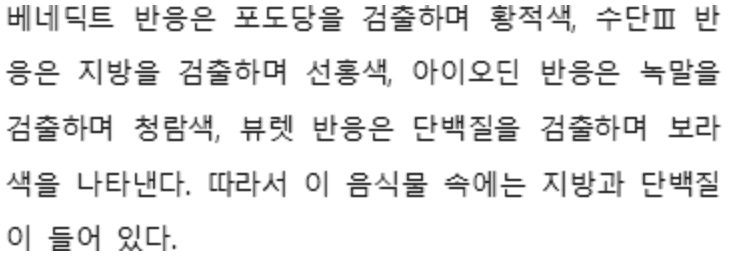 베네딕트 반응은 포도당을 검출하며 황적색, 수단Ⅲ 반
응은 지방을 검출하며 선홍색, 아이오딘 반응은 녹말을
검출하며 청람색, 뷰렛 반응은 단백질을 검출하며 보라
색을 나타낸다. 따라서 이 음식물 속에는 지방과 단백질
이 들어 있다.